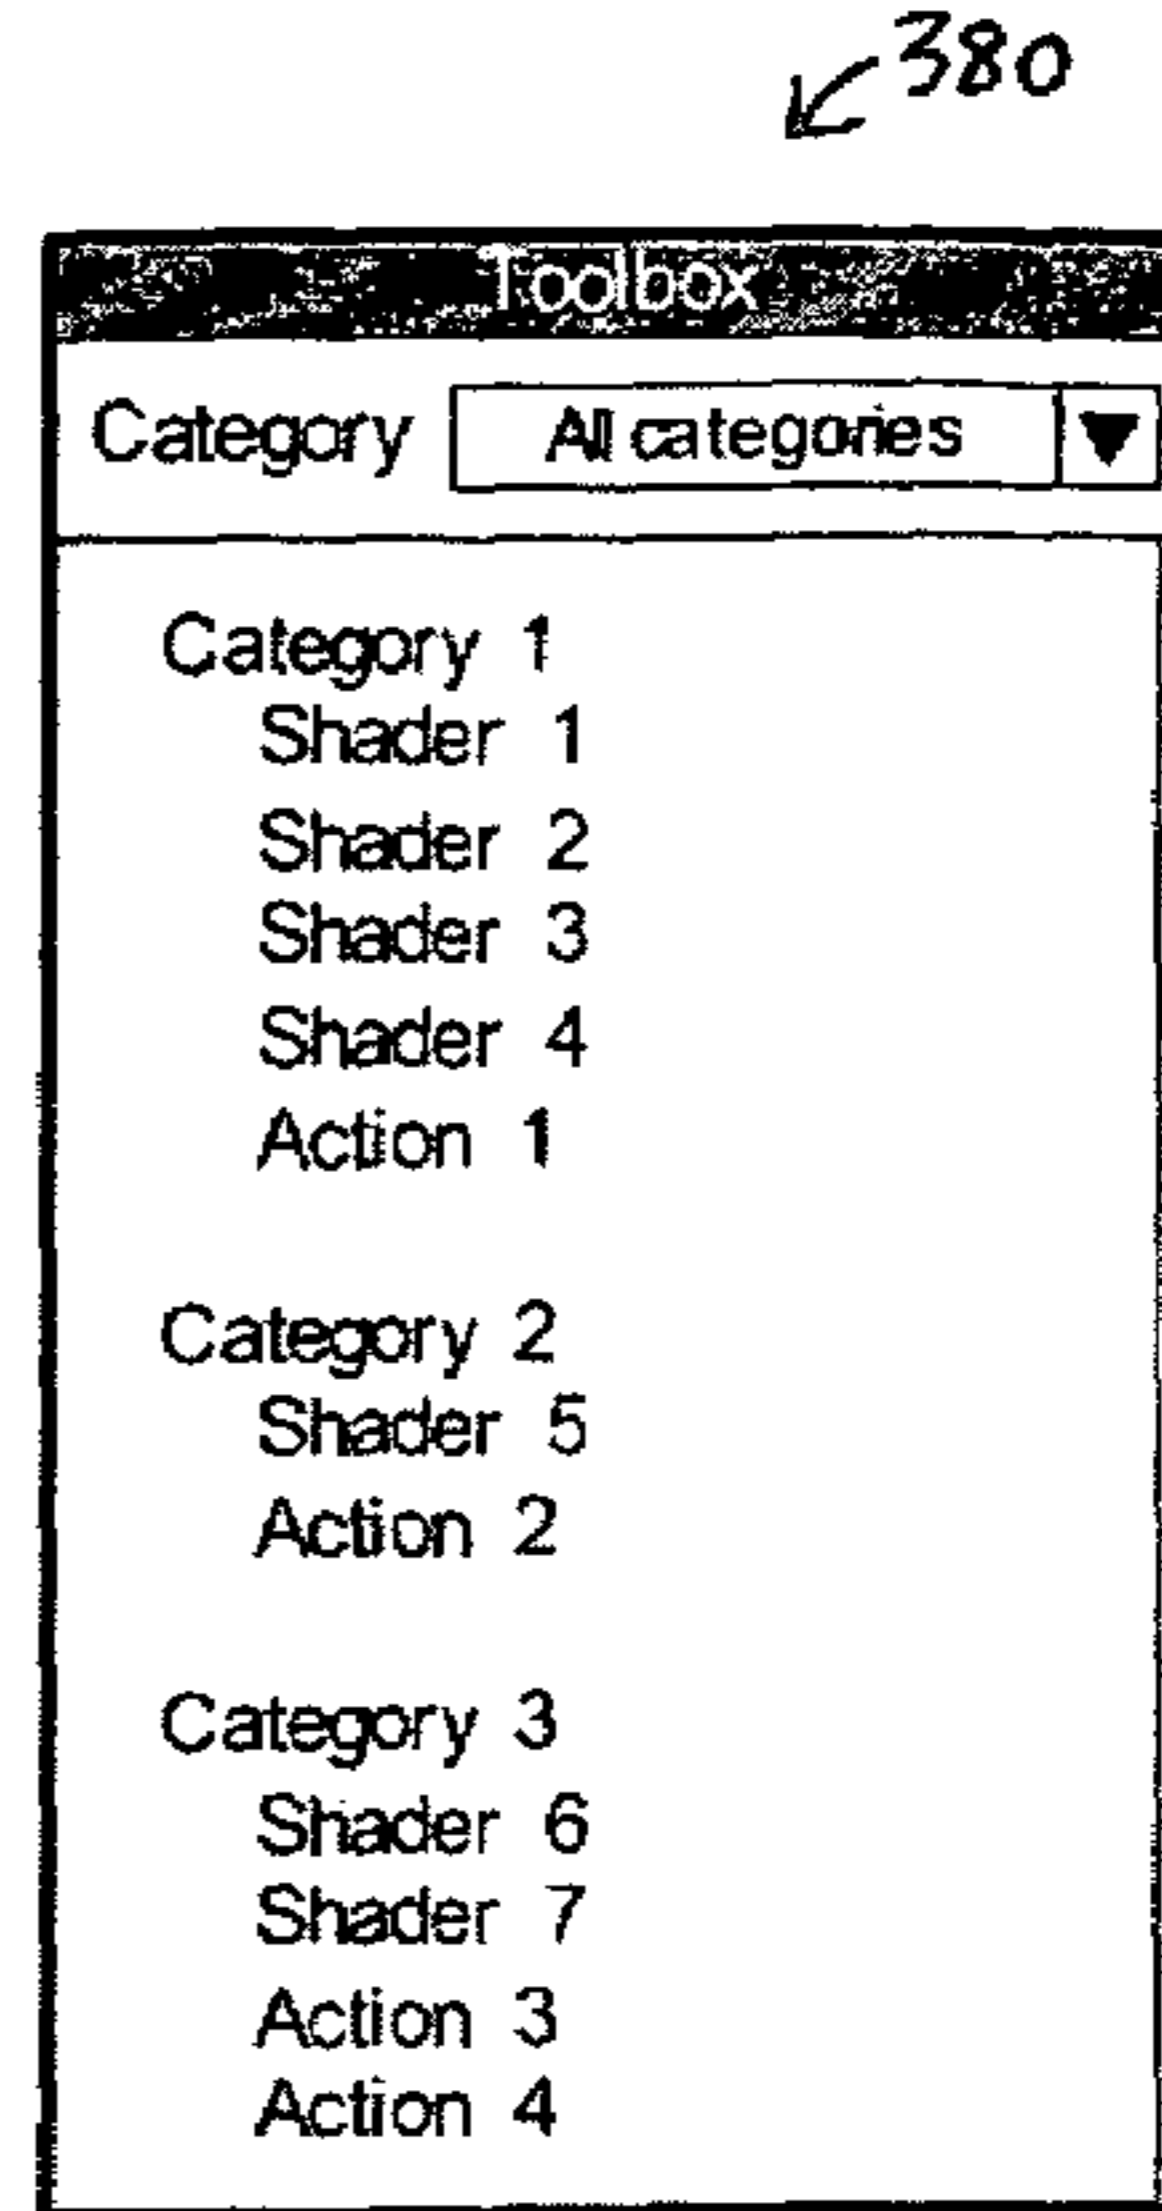 380
Toolbox
Category All categories
Category 1
Shader 1
Shader 2
Shader 3
Shader 4
Action 1
Category 2
Shader 5
Action 2
Category 3
Shader 6
Shader 7
Action 3
Action 4